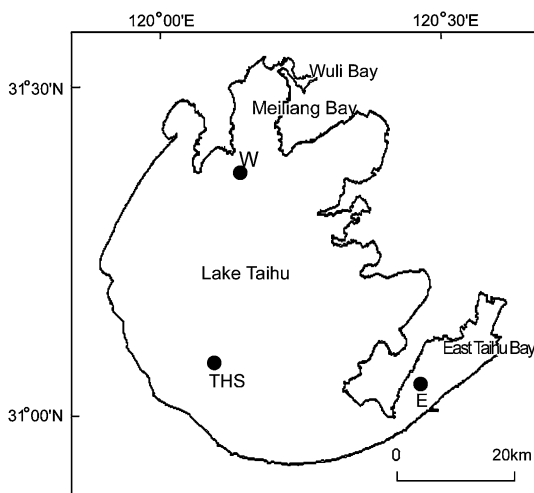 120°00'E
120°30'E
31°30'N
Wuli Bay
Meiliang Bay
W
Lake Taihu
East Taihu Bay
THS
E
31°00'N
0
20km